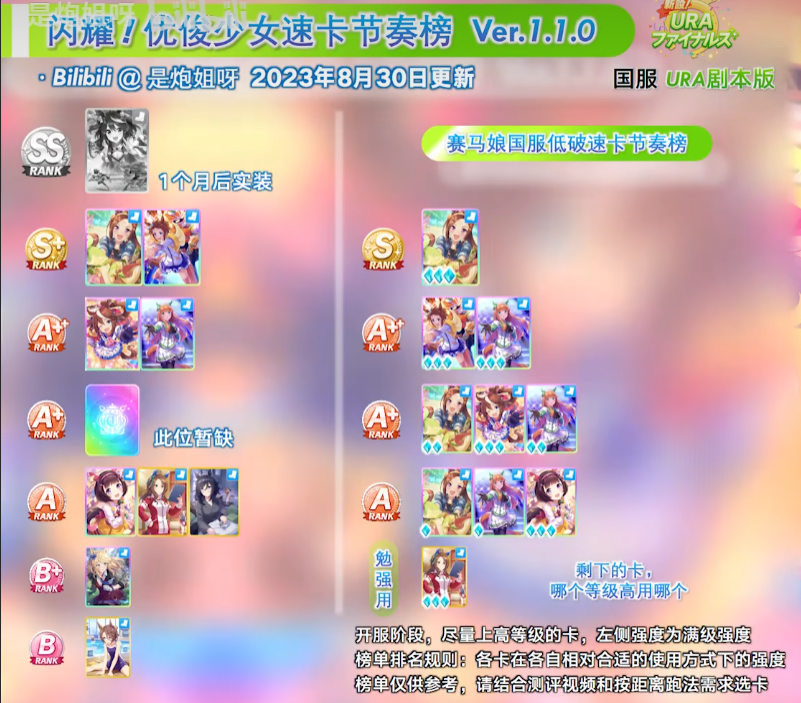 是炮姐呀 bilibili
闪耀！优俊少女速卡节奏榜 Ver.1.1.0
新設！
URA
ファイナルズ
·Bilibili @是炮姐呀 2023年8月30日更新
国服 URA剧本版
SS
RANK
1个月后实装
赛马娘国服低破速卡节奏榜
S+
RANK
S
RANK
A++
RANK
A++
RANK
A+
RANK
此位暂缺
A+
RANK
A
RANK
A
RANK
B+
RANK
勉强用
剩下的卡，
哪个等级高用哪个
B
RANK
开服阶段，尽量上高等级的卡，左侧强度为满级强度
榜单排名规则：各卡在各自相对合适的使用方式下的强度
榜单仅供参考，请结合测评视频和按距离跑法需求选卡